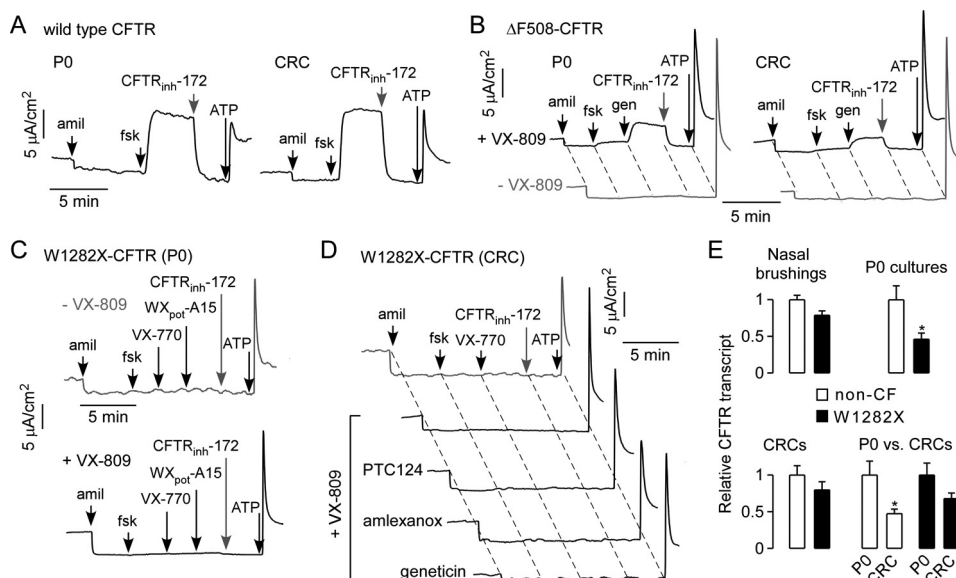 A wild type CFTR
P0
CRC
5 µA/cm2
CFTRinh-172
CFTRinh-172
amil
fsk
ATP
amil
fsk
ATP
5 min
B ΔF508-CFTR
5 µA/cm2
P0
CRC
ATP
ATP
CFTRinh-172
CFTRinh-172
amil
fsk
gen
amil
fsk
gen
+ VX-809
- VX-809
5 min
C
W1282X-CFTR (P0)
- VX-809
CFTRinh-172
WXpot-A15
amil
VX-770
fsk
ATP
5 min
5 µA/cm2
+ VX-809
CFTRinh-172
WXpot-A15
amil
VX-770
fsk
ATP
D
W1282X-CFTR (CRC)
5 µA/cm2
5 min
amil
fsk
CFTRinh-172
VX-770
ATP
+ VX-809
PTC124
amlexanox
geneticin
E
Nasal brushings
P0 cultures
Relative CFTR transcript
1
0.5
0
*
non-CF
W1282X
CRCs
P0 vs. CRCs
1
0.5
0
*
P0
CRC
P0
CRC